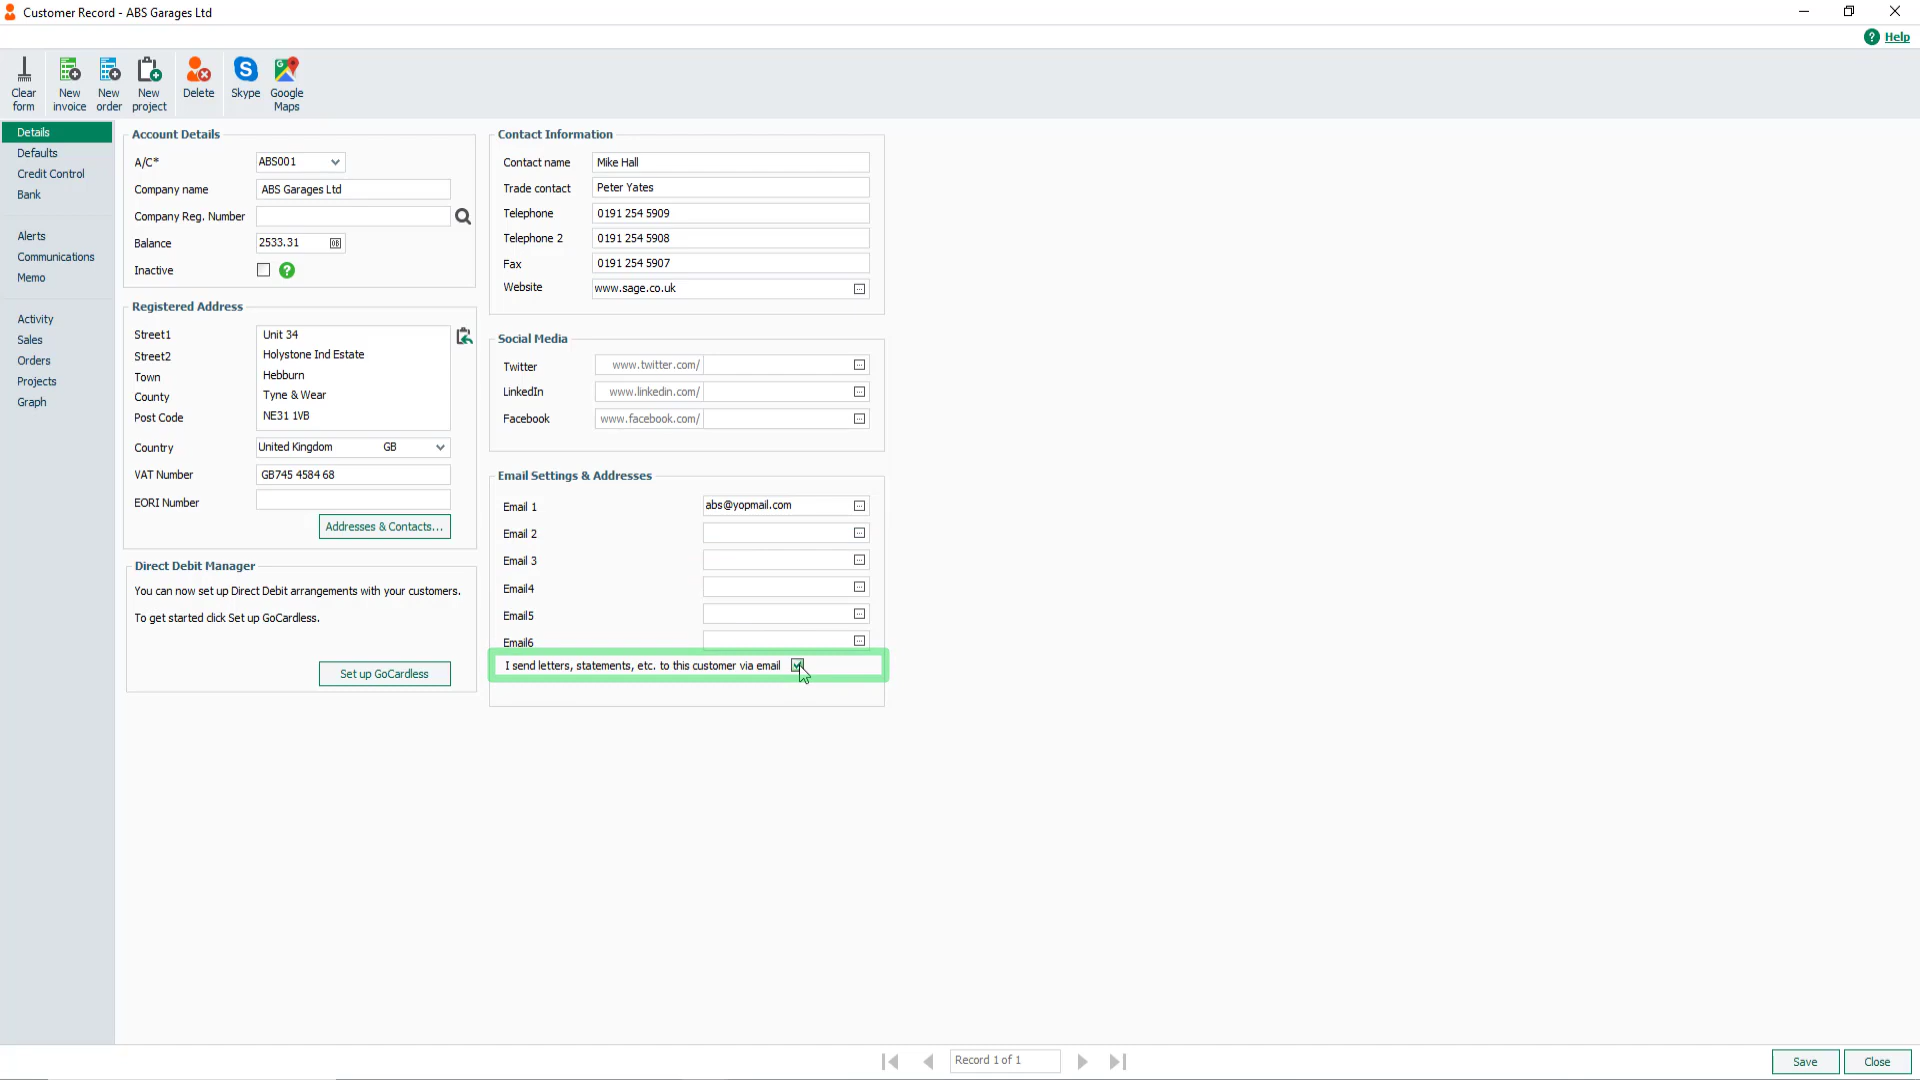 Customer Record - ABS Garages Ltd
? Help
Clear form
New invoice
New order
New project
Delete
Skype
Google Maps
Details
Defaults
Credit Control
Bank
Alerts
Communications
Memo
Activity
Sales
Orders
Projects
Graph
Account Details
A/C* ABS001
Company name ABS Garages Ltd
Company Reg. Number
Balance 2533.31
Inactive ?
Registered Address
Street1 Unit 34
Street2 Holystone Ind Estate
Town Hebburn
County Tyne & Wear
Post Code NE31 1VB
Country United Kingdom GB
VAT Number GB745 4584 68
EORI Number
Addresses & Contacts...
Direct Debit Manager
You can now set up Direct Debit arrangements with your customers.
To get started click Set up GoCardless.
Set up GoCardless
Contact Information
Contact name Mike Hall
Trade contact Peter Yates
Telephone 0191 254 5909
Telephone 2 0191 254 5908
Fax 0191 254 5907
Website www.sage.co.uk
Social Media
Twitter www.twitter.com/
LinkedIn www.linkedin.com/
Facebook www.facebook.com/
Email Settings & Addresses
Email 1 abs@yopmail.com
Email 2
Email 3
Email4
Email5
Email6
I send letters, statements, etc. to this customer via email
Record 1 of 1
Save
Close